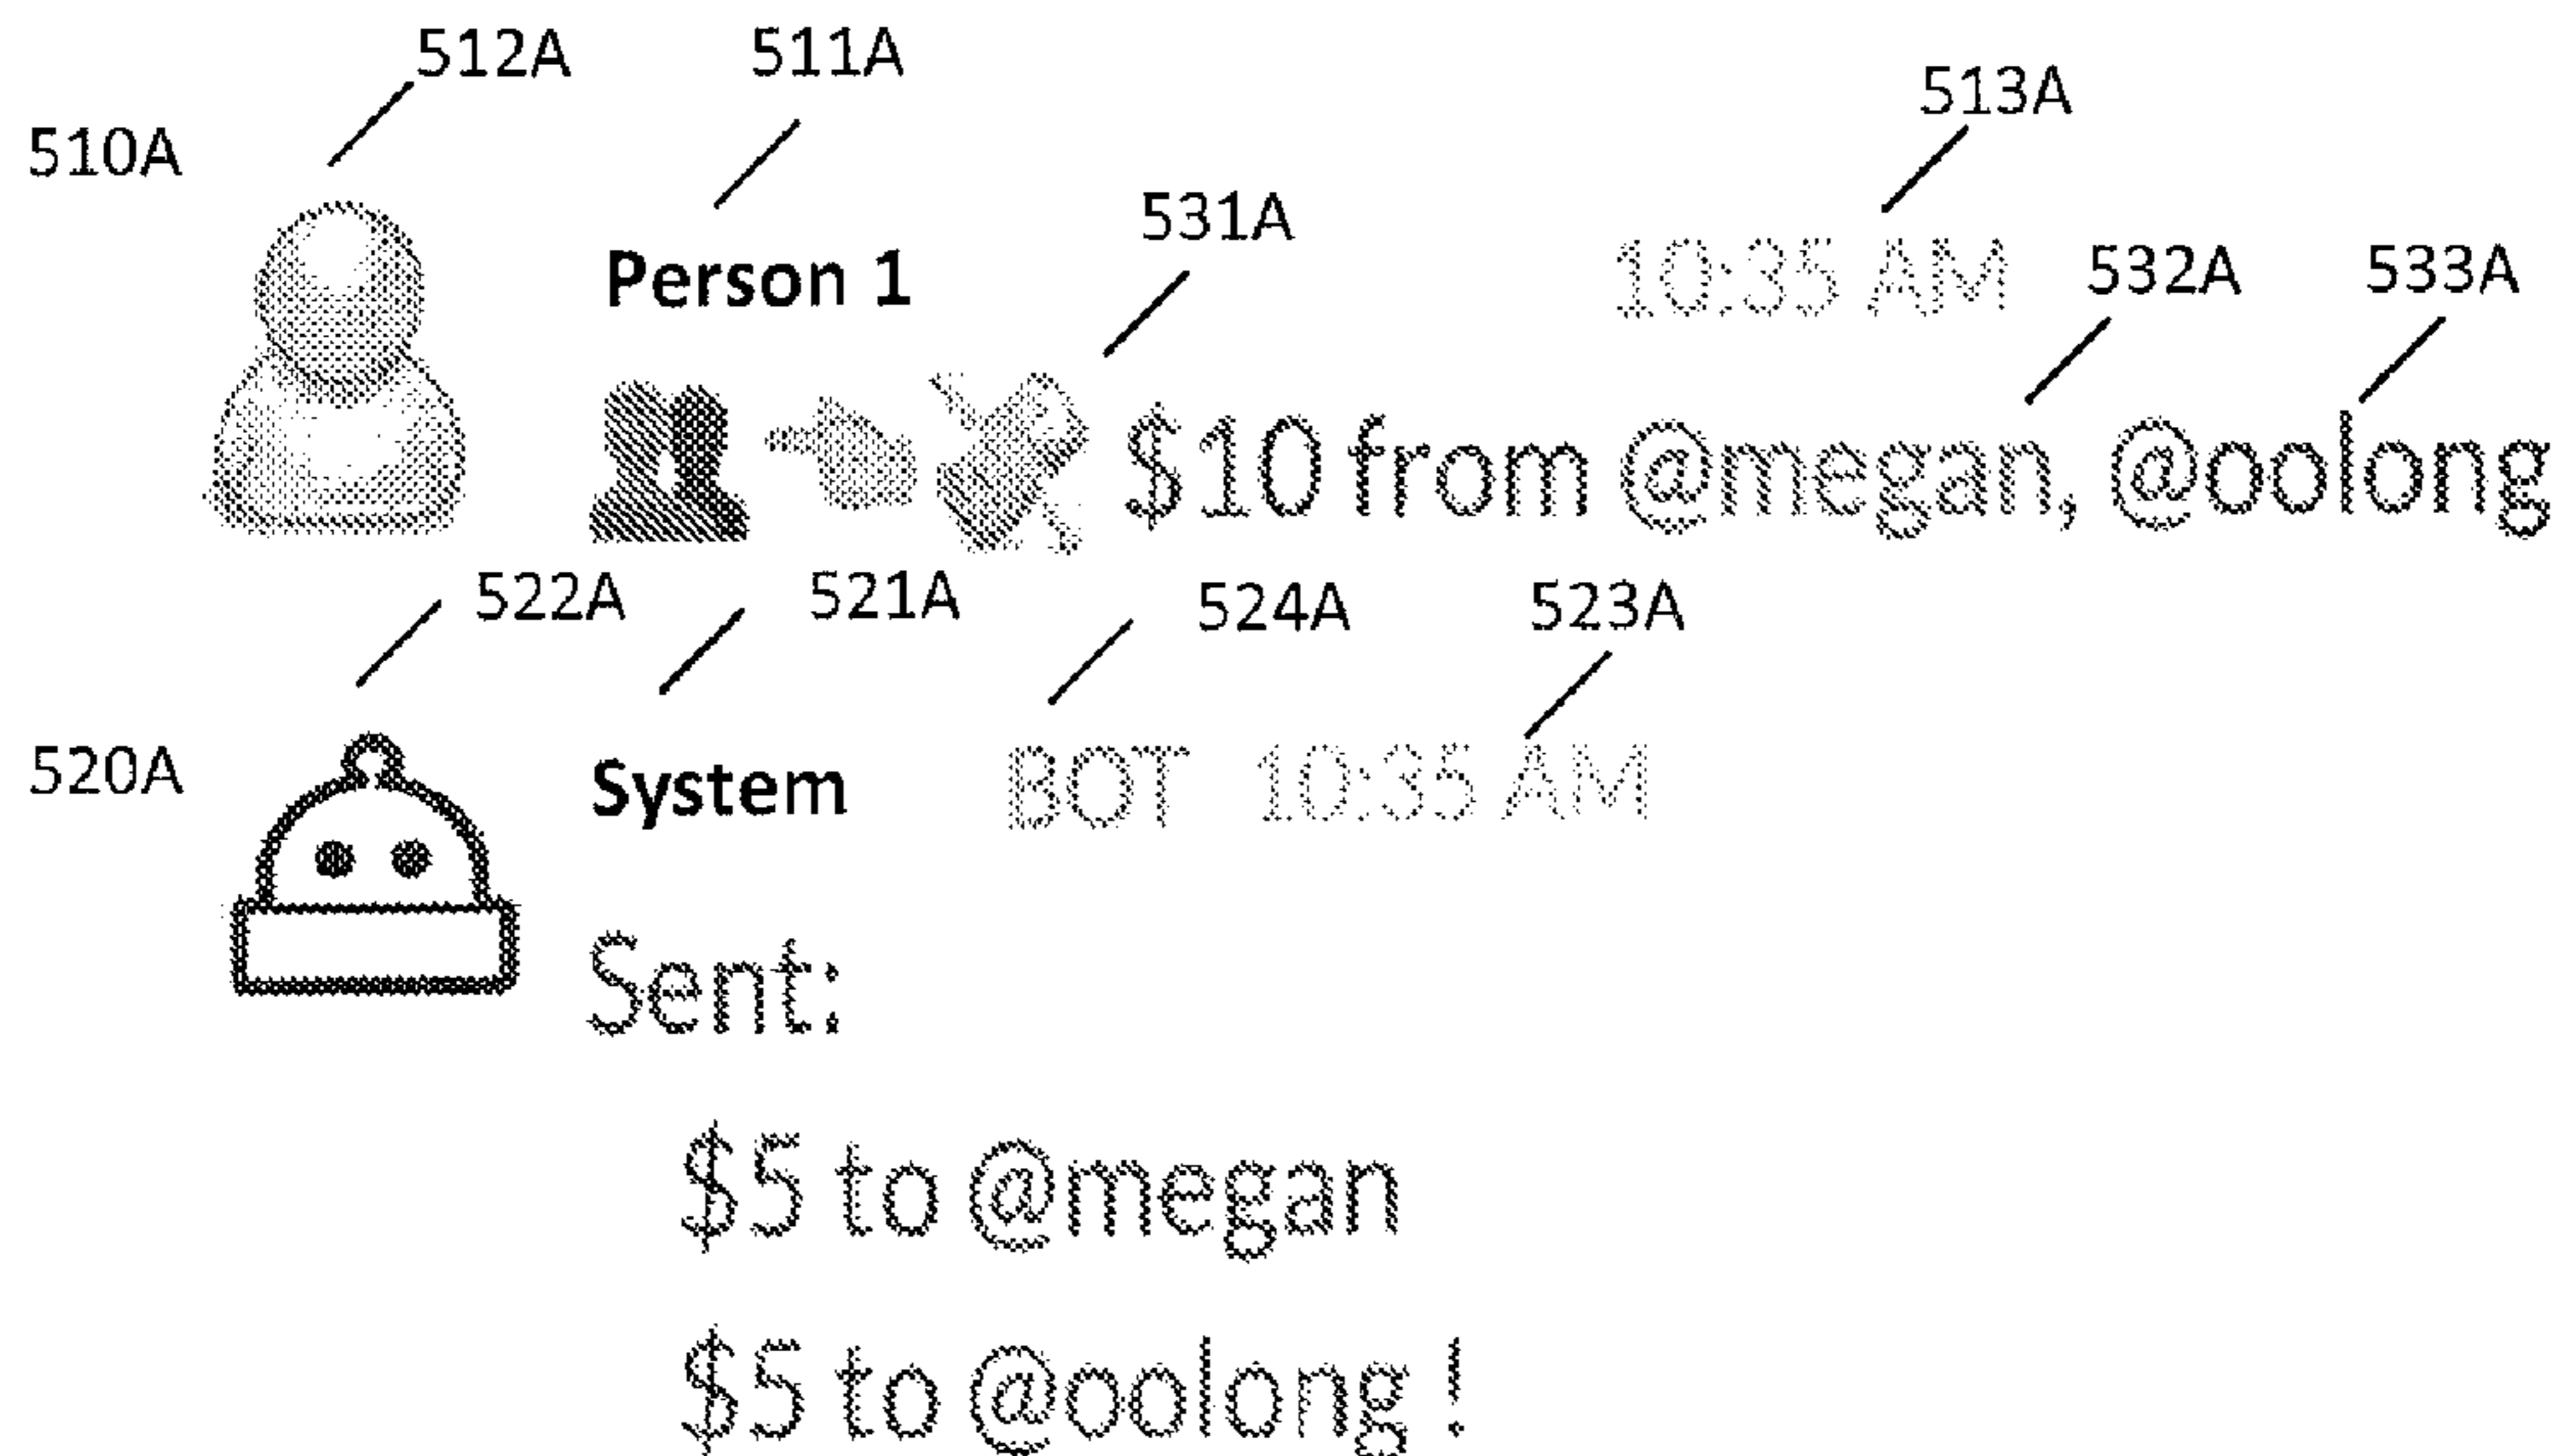 512A 511A
513A
510A
531A
Person 1 10:35 AM 532A 533A
$10 from @megan, @oolong
522A 521A 524A 523A
520A System BOT 10:35 AM
Sent:
$5 to @megan
$5 to @oolong !